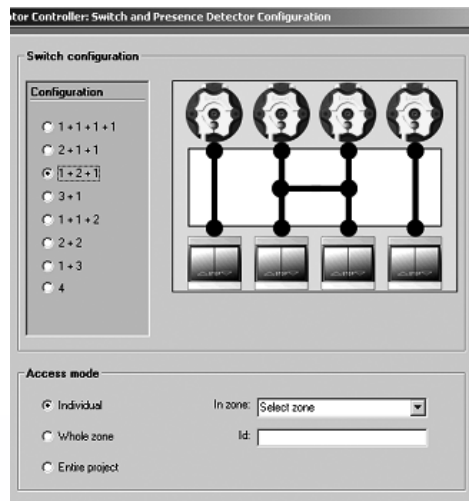 tor Controller: Switch and Presence Detector Configuration
Switch configuration
Configuration
1 + 1 + 1 + 1
2 + 1 + 1
1 + 2 + 1
3 + 1
1 + 1 + 2
2 + 2
1 + 3
4
Access mode
Individual
In zone: Select zone
Whole zone
Id:
Entire project